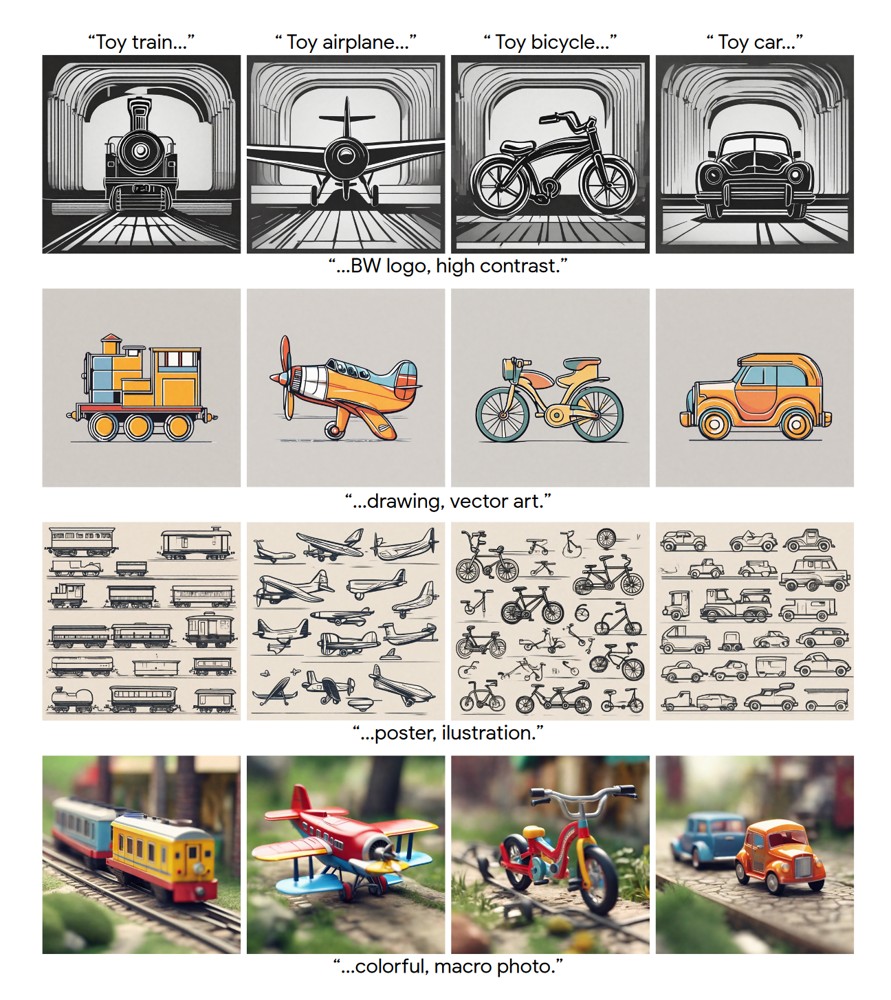 “Toy train...”
“ Toy airplane...”
“ Toy bicycle...”
“ Toy car...”
“...BW logo, high contrast.”
“...drawing, vector art.”
“...poster, ilustration.”
“...colorful, macro photo.”